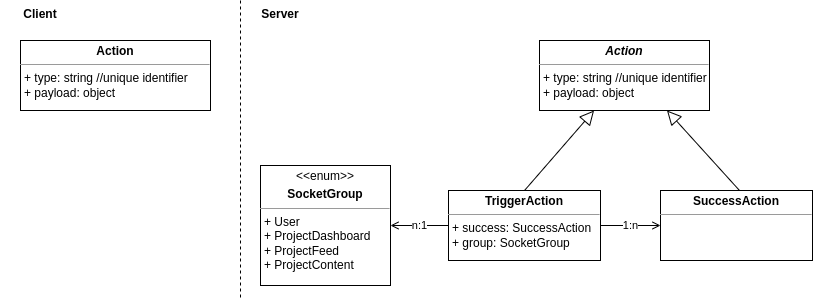 Client
Server
Action
+ type: string //unique identifier
+ payload: object
Action
+ type: string //unique identifier
+ payload: object
<<enum>>
SocketGroup
+ User
+ ProjectDashboard
+ ProjectFeed
+ ProjectContent
n:1
TriggerAction
+ success: SuccessAction
+ group: SocketGroup
1:n
SuccessAction